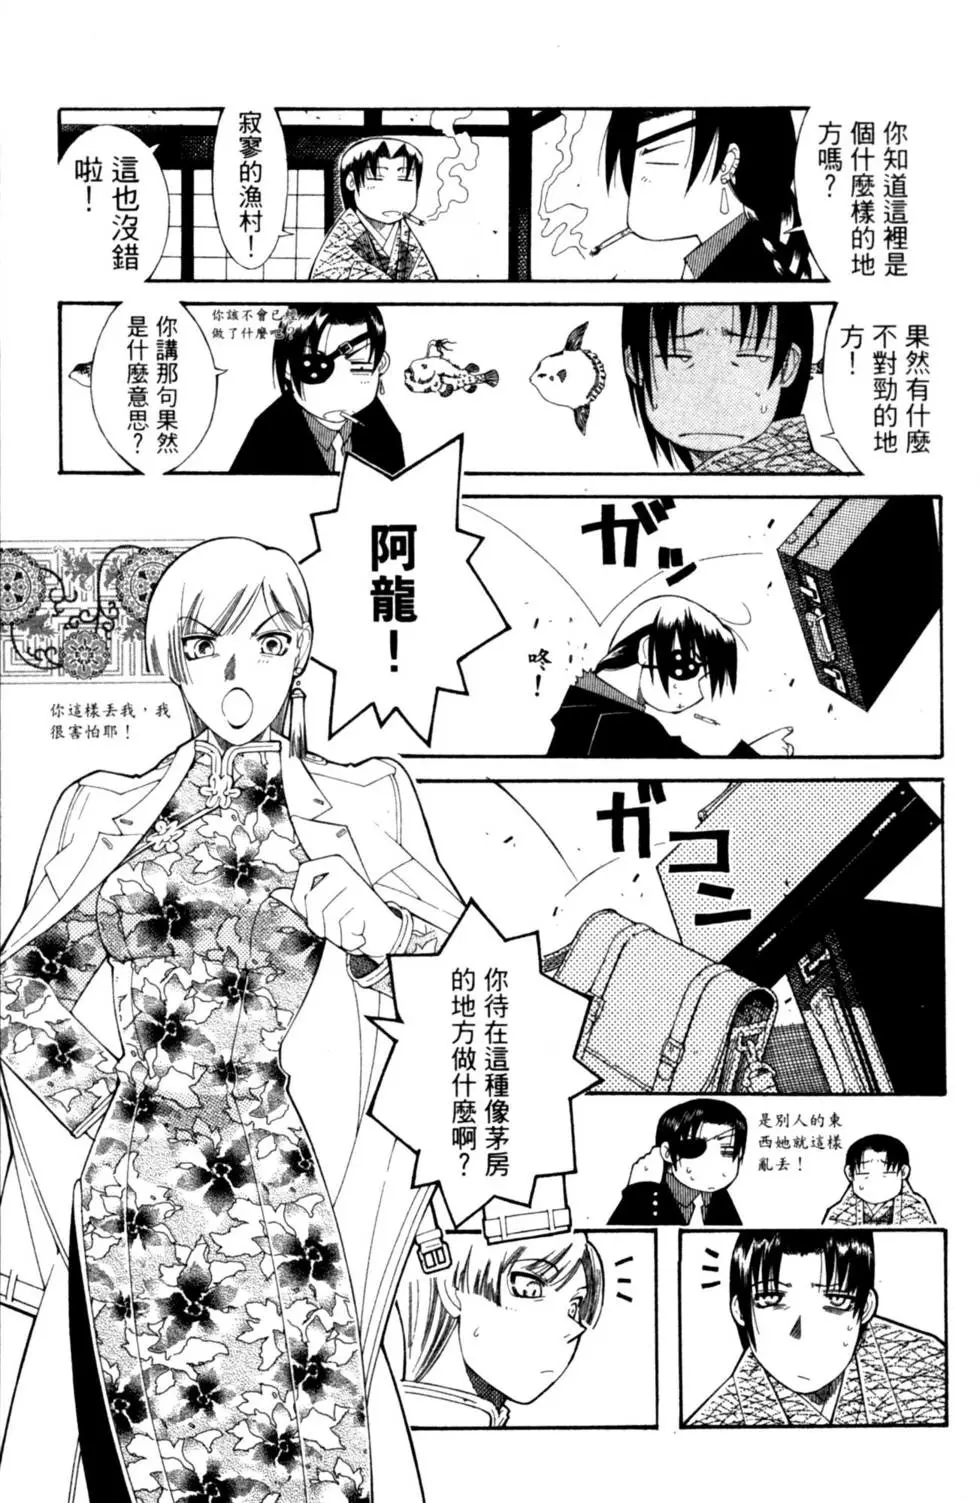 你知道這裡是
個什麼樣的地
方嗎？
寂寥的漁村！
這也沒錯
啦！
果然有什麼
不對勁的地
方！
你該不會已經
做了什麼吧？
你講那句果然
是什麼意思？
ガッ
咚！
阿龍！
你這樣丟我，我
很害怕耶！
ガコン
你待在這種像茅房
的地方做什麼啊？
是別人的東
西她就這樣
亂丟！